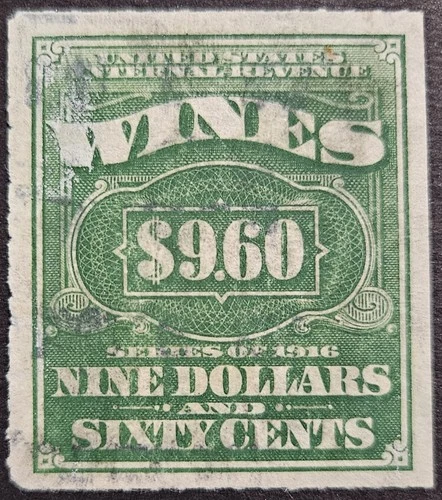 UNITED STATES
INTERNAL REVENUE
WINES
$9.60
SERIES OF 1916
NINE DOLLARS
AND
SIXTY CENTS